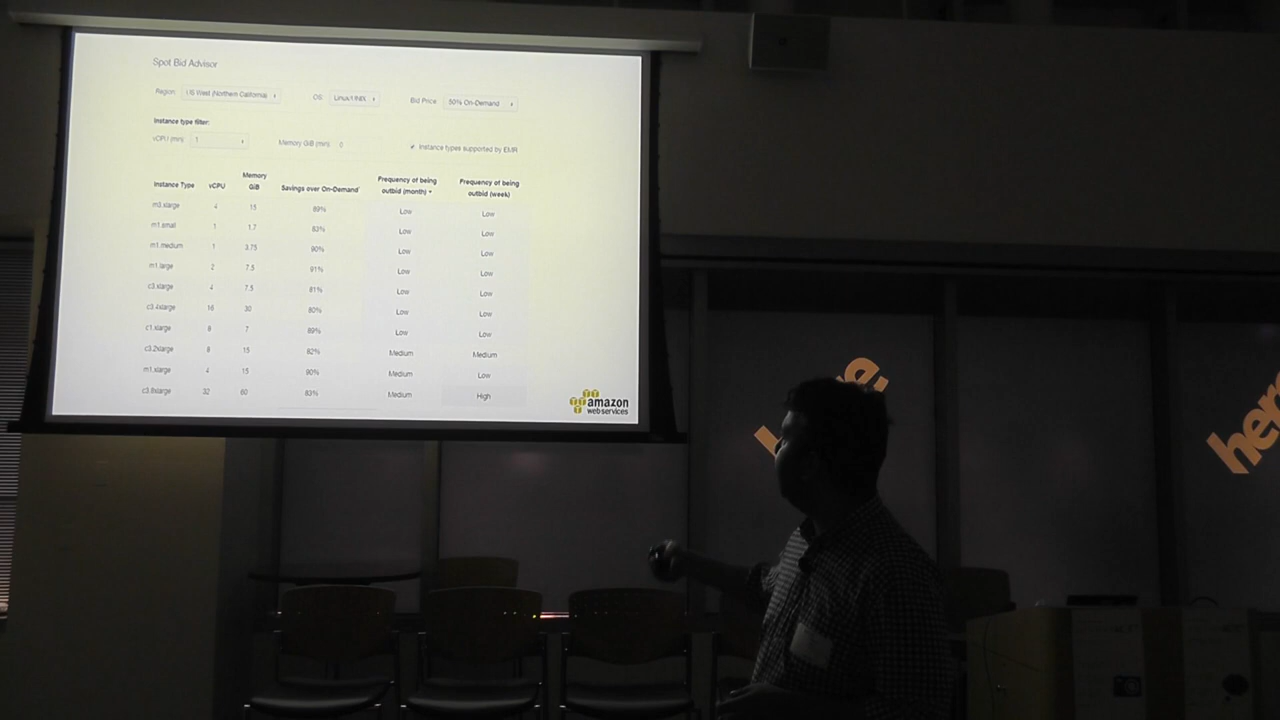 Spot Bid Advisor
Region: US West (Northern California) OS: Linux/UNIX Bid Price: 50% On-Demand
Instance type filter:
vCPU (min): 1 Memory GiB (min): 0 Instance types supported by EMR
Instance Type vCPU Memory GiB Savings over On-Demand* Frequency of being outbid (month) Frequency of being outbid (week)
m3.xlarge 4 15 89% Low Low
m1.small 1 1.7 83% Low Low
m1.medium 1 3.75 90% Low Low
m1.large 2 7.5 91% Low Low
c3.xlarge 4 7.5 81% Low Low
c3.4xlarge 16 30 80% Low Low
c1.xlarge 8 7 89% Low Low
c3.2xlarge 8 15 82% Medium Medium
m1.xlarge 4 15 90% Medium Low
c3.8xlarge 32 60 83% Medium High
amazon
web services